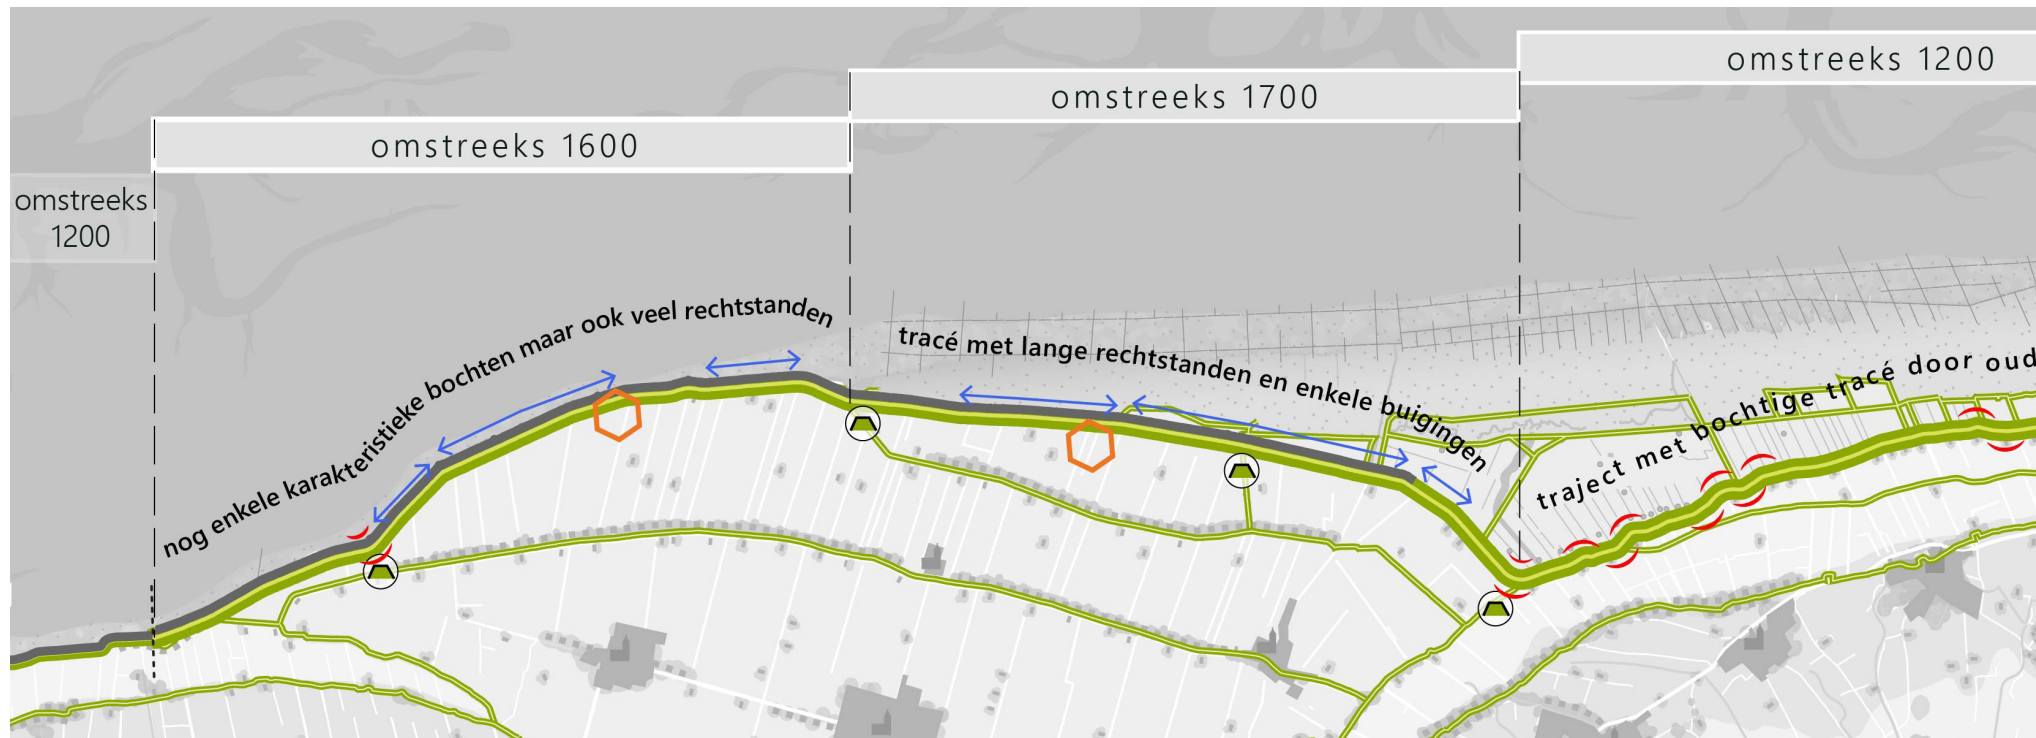 omstreeks 1200
omstreeks 1700
omstreeks 1600
omstreeks
1200
nog enkele karakteristieke bochten maar ook veel rechtstanden
tracé met lange rechtstanden en enkele buigingen
traject met bochtige tracé door oud